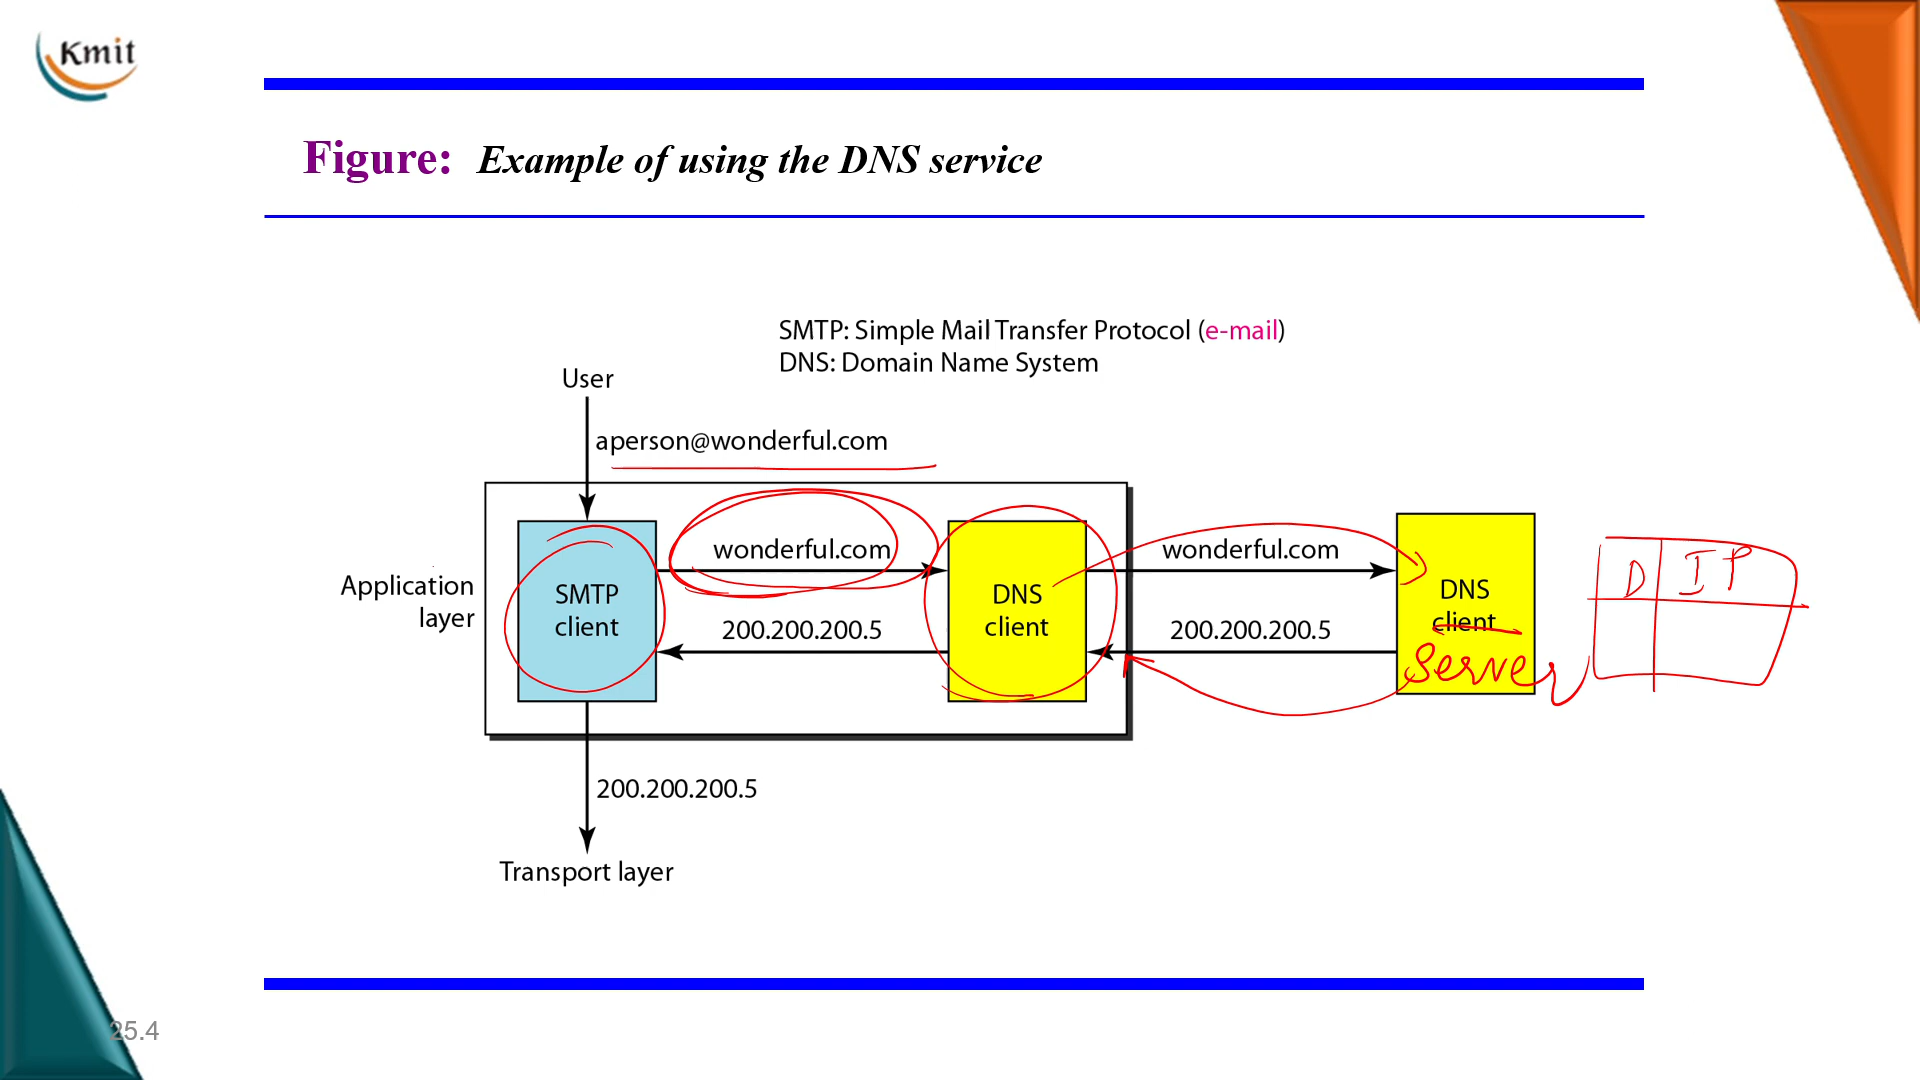 Kmit
Figure: Example of using the DNS service
SMTP: Simple Mail Transfer Protocol (e-mail)
DNS: Domain Name System
User
aperson@wonderful.com
Application
layer
SMTP
client
wonderful.com
200.200.200.5
DNS
client
wonderful.com
200.200.200.5
DNS
client
Server
D IP
200.200.200.5
Transport layer
25.4